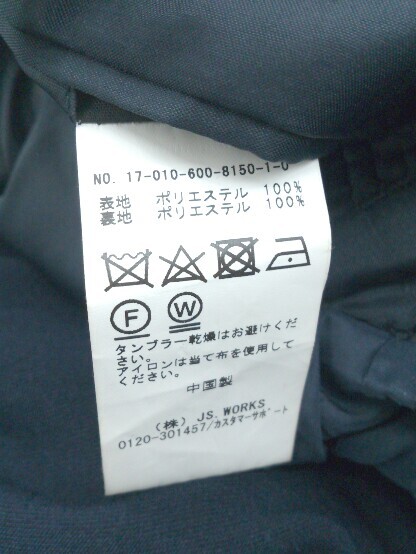 NO. 17-010-600-8150-1-0
表地 ポリエステル 100%
裏地 ポリエステル 100%
F W
タンブラー乾燥はお避けくだ
さい。
アイロンは当て布を使用して
ください。
中国製
(株) JS.WORKS
0120-301457/カスタマーサポート